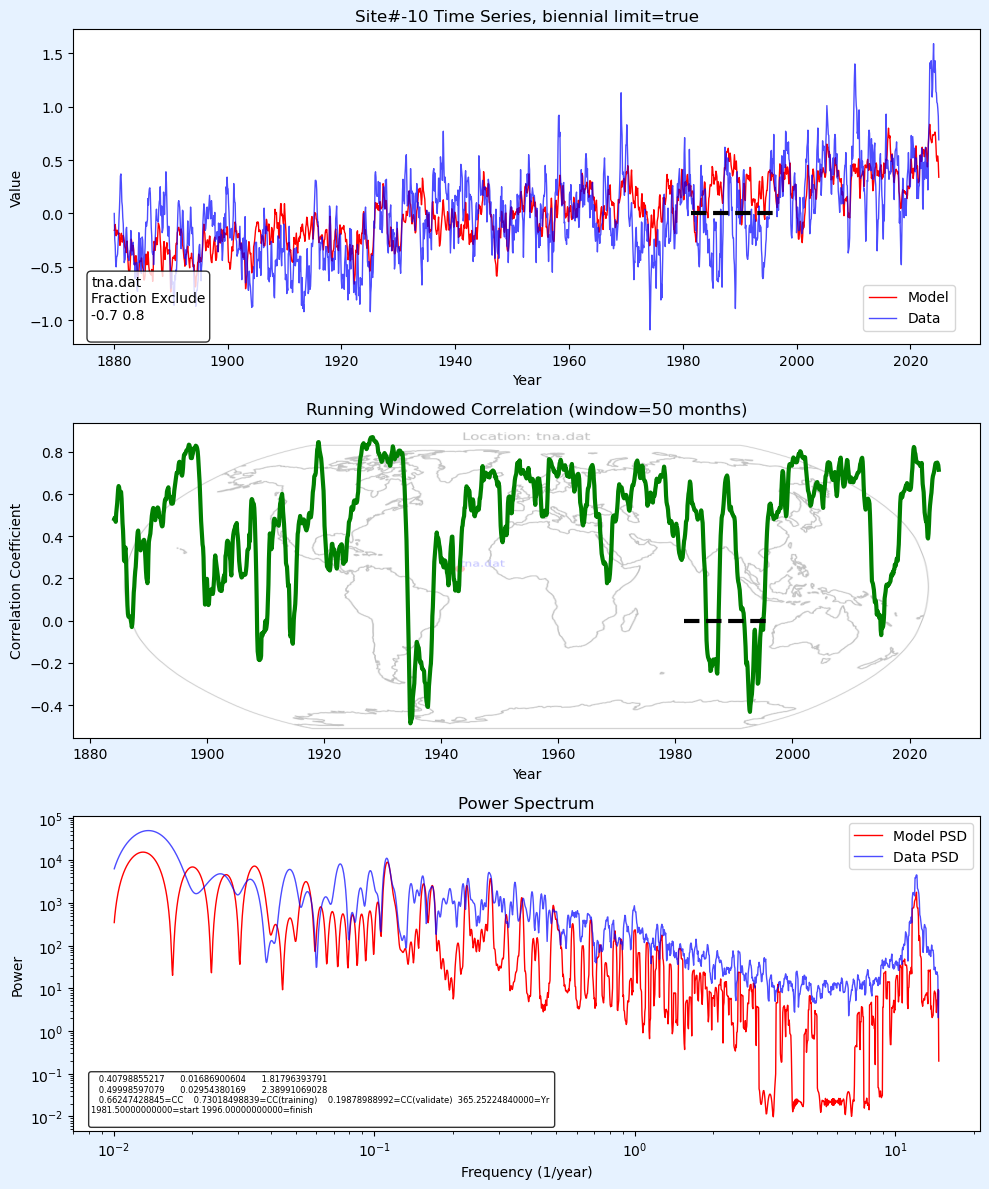 Site#-10 Time Series, biennial limit=true
Value
1.5
1.0
0.5
0.0
−0.5
−1.0
tna.dat
Fraction Exclude
-0.7 0.8
Model
Data
1880 1900 1920 1940 1960 1980 2000 2020
Year
Running Windowed Correlation (window=50 months)
Location: tna.dat
Correlation Coefficient
0.8
0.6
0.4
0.2
0.0
−0.2
−0.4
tna.dat
1880 1900 1920 1940 1960 1980 2000 2020
Year
Power Spectrum
Power
10^5
10^4
10^3
10^2
10^1
10^0
10^−1
10^−2
Model PSD
Data PSD
0.40798855217 0.01686900604 1.81796393791
0.49998597079 0.02954380169 2.38991069028
0.66247428845=CC 0.73018498839=CC(training) 0.19878988992=CC(validate) 365.25224840000=Yr
1981.50000000000=start 1996.00000000000=finish
10^−2 10^−1 10^0 10^1
Frequency (1/year)